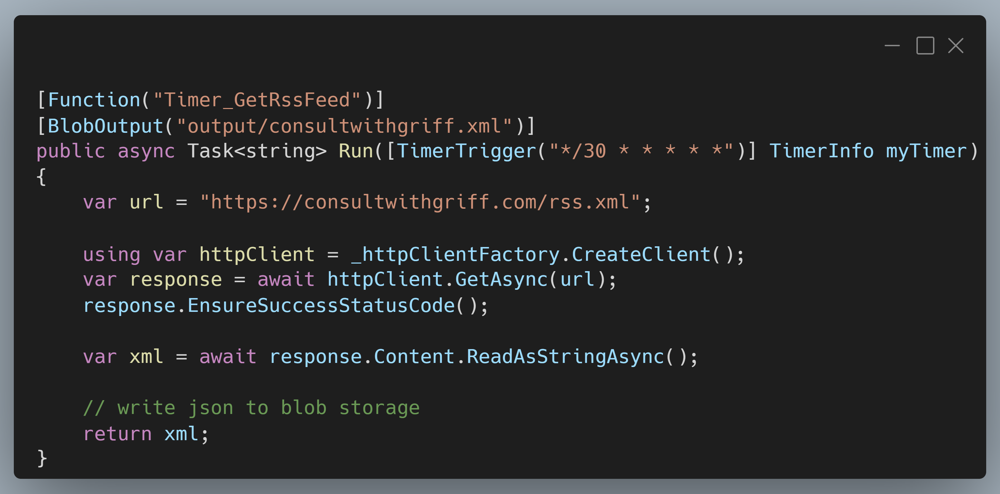 [Function("Timer_GetRssFeed")]
[BlobOutput("output/consultwithgriff.xml")]
public async Task<string> Run([TimerTrigger("*/30 * * * * *")] TimerInfo myTimer)
{
    var url = "https://consultwithgriff.com/rss.xml";

    using var httpClient = _httpClientFactory.CreateClient();
    var response = await httpClient.GetAsync(url);
    response.EnsureSuccessStatusCode();

    var xml = await response.Content.ReadAsStringAsync();

    // write json to blob storage
    return xml;
}